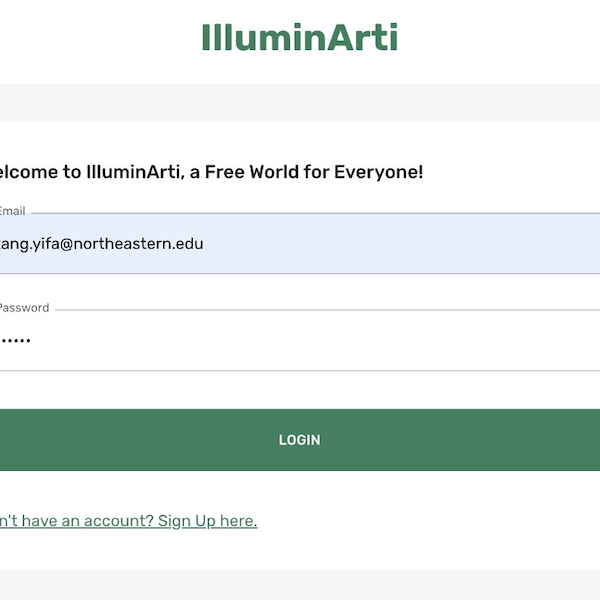 IlluminArti
elcome to IlluminArti, a Free World for Everyone!
Email
tang.yifa@northeastern.edu
Password
•••••
LOGIN
n't have an account? Sign Up here.